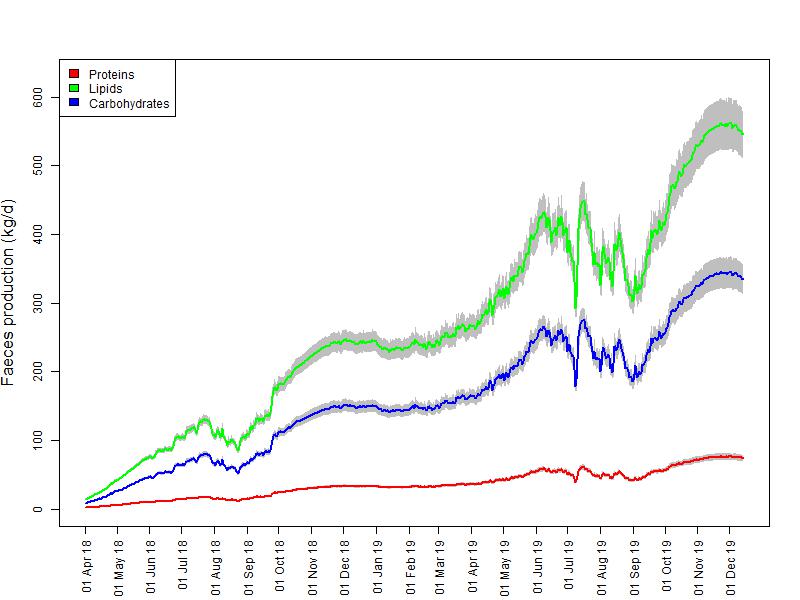 Proteins
Lipids
Carbohydrates
Faeces production (kg/d)
600
500
400
300
200
100
0
01 Apr 18
01 May 18
01 Jun 18
01 Jul 18
01 Aug 18
01 Sep 18
01 Oct 18
01 Nov 18
01 Dec 18
01 Jan 19
01 Feb 19
01 Mar 19
01 Apr 19
01 May 19
01 Jun 19
01 Jul 19
01 Aug 19
01 Sep 19
01 Oct 19
01 Nov 19
01 Dec 19